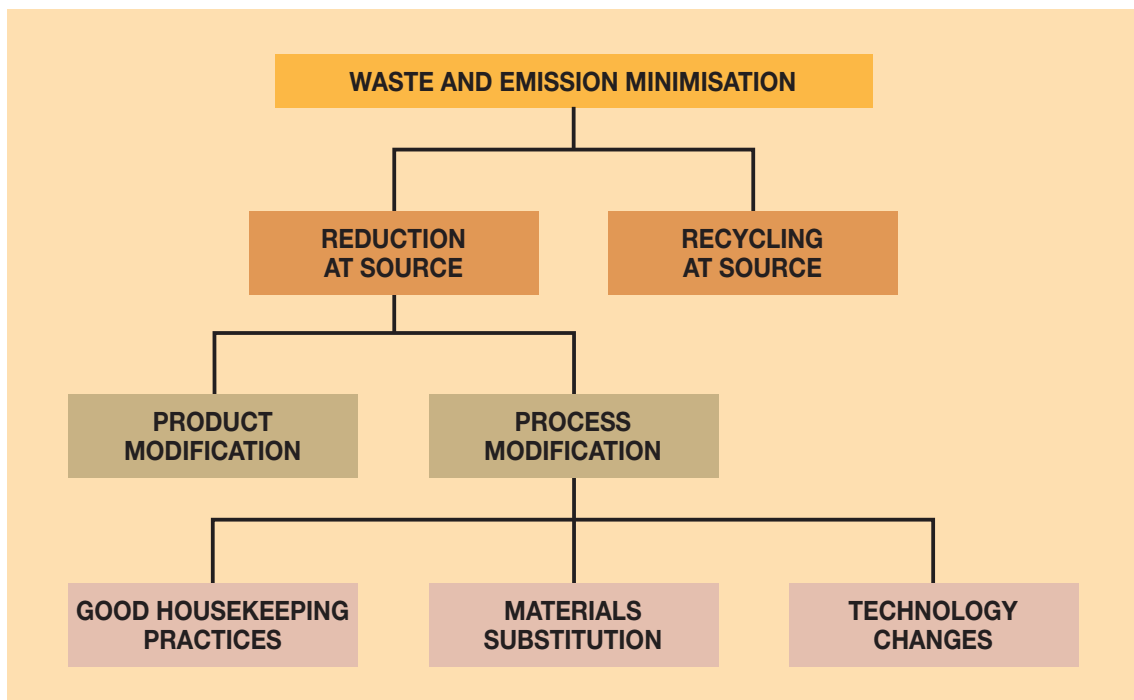 WASTE AND EMISSION MINIMISATION
REDUCTION
AT SOURCE
RECYCLING
AT SOURCE
PRODUCT
MODIFICATION
PROCESS
MODIFICATION
GOOD HOUSEKEEPING
PRACTICES
MATERIALS
SUBSTITUTION
TECHNOLOGY
CHANGES